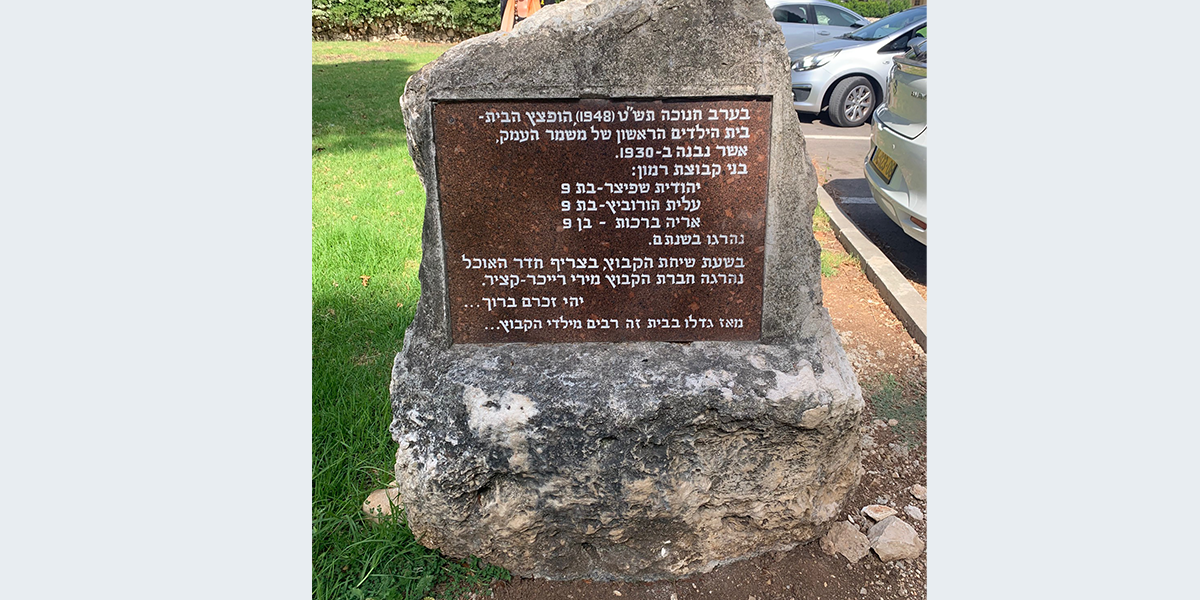 בערב חנוכה תש"ט (1948), הופצץ הבית-
בית הילדים הראשון של משמר העמק,
אשר נבנה ב-1930.
בני קבוצת רמון:
יהודית שפיצר-בת 9
עלית הורוביץ-בת 9
אריה ברכות - בן 9
נהרגו בשנתם.
בשעת שיחת הקבוץ, בצריף חדר האוכל
נהרגה חברת הקבוץ מירי רייכר-קציר.
יהי זכרם ברוך...
מאז גדלו בבית זה רבים מילדי הקבוץ...